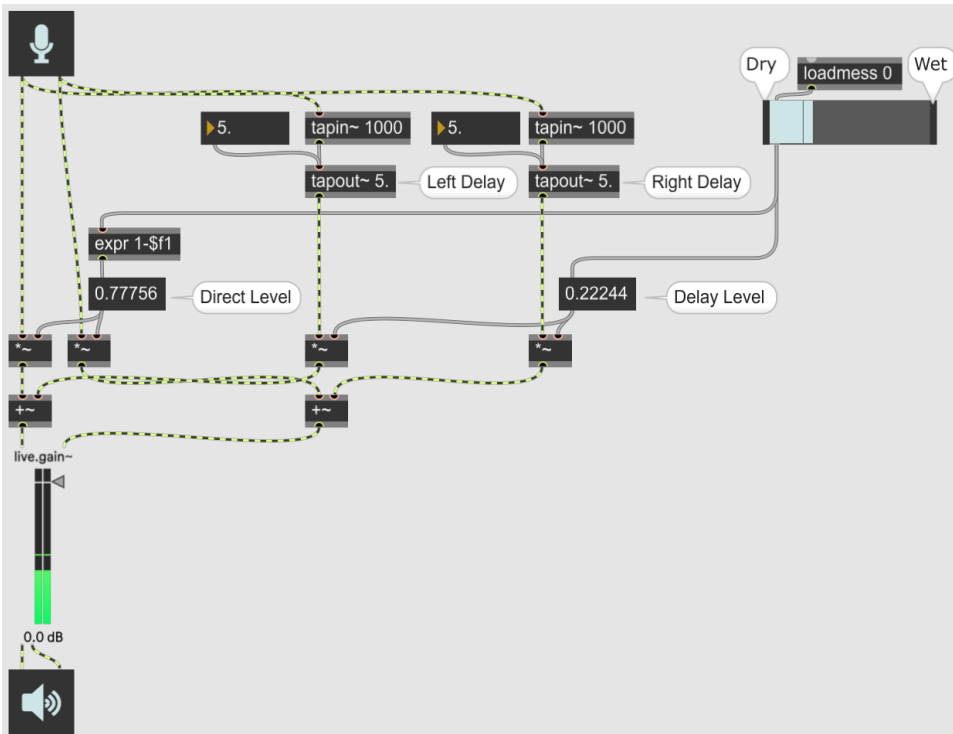 Dry
loadmess 0
Wet
5.
tapin~ 1000
5.
tapin~ 1000
tapout~ 5.
Left Delay
tapout~ 5.
Right Delay
expr 1-$f1
0.77756
Direct Level
0.22244
Delay Level
*~
*~
*~
*~
+~
+~
live.gain~
0.0 dB